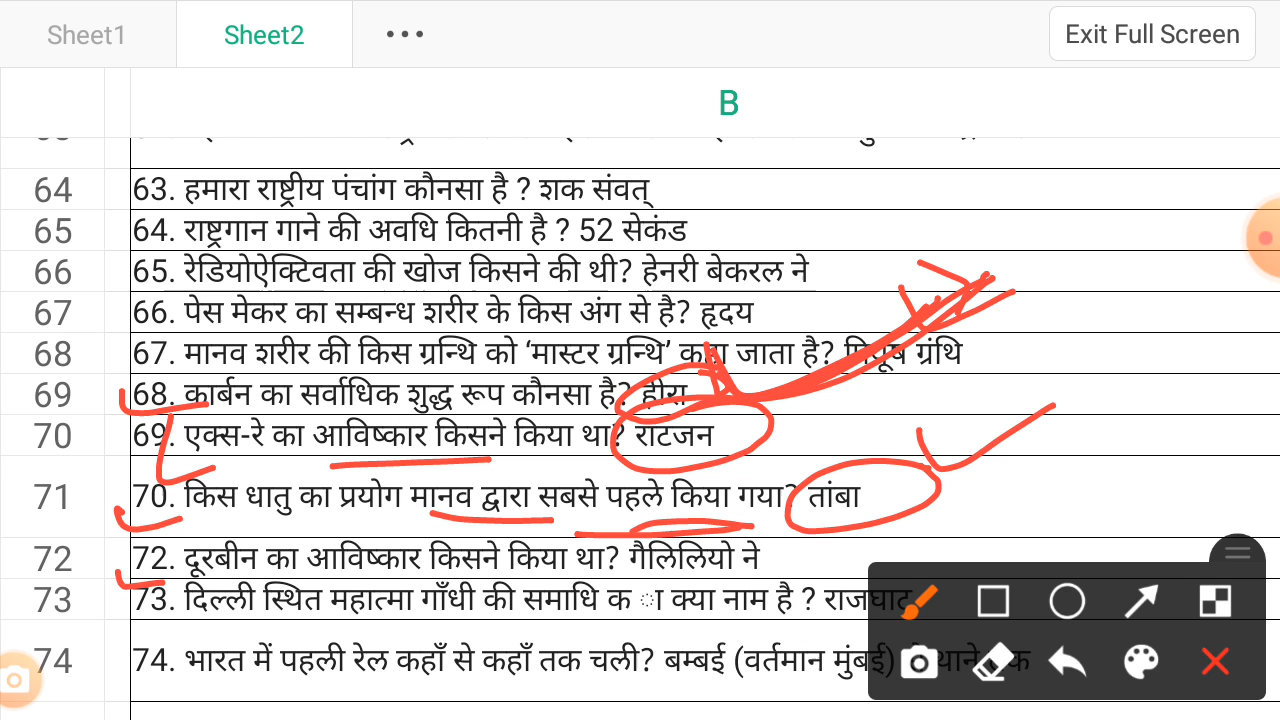 Sheet1 Sheet2 ••• Exit Full Screen
B
64 63. हमारा राष्ट्रीय पंचांग कौनसा है ? शक संवत्
65 64. राष्ट्रगान गाने की अवधि कितनी है ? 52 सेकंड
66 65. रेडियोऐक्टिवता की खोज किसने की थी? हेनरी बेकरल ने
67 66. पेस मेकर का सम्बन्ध शरीर के किस अंग से है? हृदय
68 67. मानव शरीर की किस ग्रन्थि को ‘मास्टर ग्रन्थि’ कहा जाता है? पियूष ग्रंथि
69 68. कार्बन का सर्वाधिक शुद्ध रूप कौनसा है? हीरा
70 69. एक्स-रे का आविष्कार किसने किया था? राटजन
71 70. किस धातु का प्रयोग मानव द्वारा सबसे पहले किया गया? तांबा
72 72. दूरबीन का आविष्कार किसने किया था? गैलिलियो ने
73 73. दिल्ली स्थित महात्मा गाँधी की समाधि क ा क्या नाम है ? राजघाट
74 74. भारत में पहली रेल कहाँ से कहाँ तक चली? बम्बई (वर्तमान मुंबई)